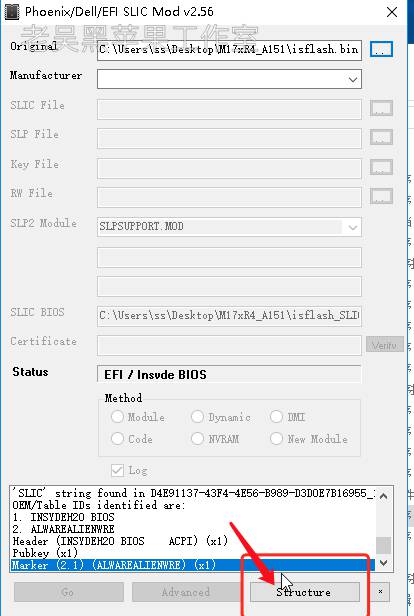 Phoenix/Dell/EFI SLIC Mod v2.56
老吴黑苹果工作室
Original C:\Users\ss\Desktop\M17xR4_A151\isflash.bin ..
Manufacturer
SLIC File ..
SLP File ..
Key File ..
RW File ..
SLP2 Module SLPSUPPORT.MOD
SLIC BIOS C:\Users\ss\Desktop\M17xR4_A151\isflash_SLI
Certificate Verify
Status EFI / Insyde BIOS
Method
Module Dynamic DMI
Code NVRAM New Module
Log
'SLIC' string found in D4E91137-43F4-4E56-B989-D3D0E7B16955_
OEM/Table IDs identified are:
1. INSYDEH2O BIOS
2. ALWAREALIENWRE
Header (INSYDEH2O BIOS ACPI) (x1)
Pubkey (x1)
Marker (2.1) (ALWAREALIENWRE) (x1)
Go Advanced Structure *